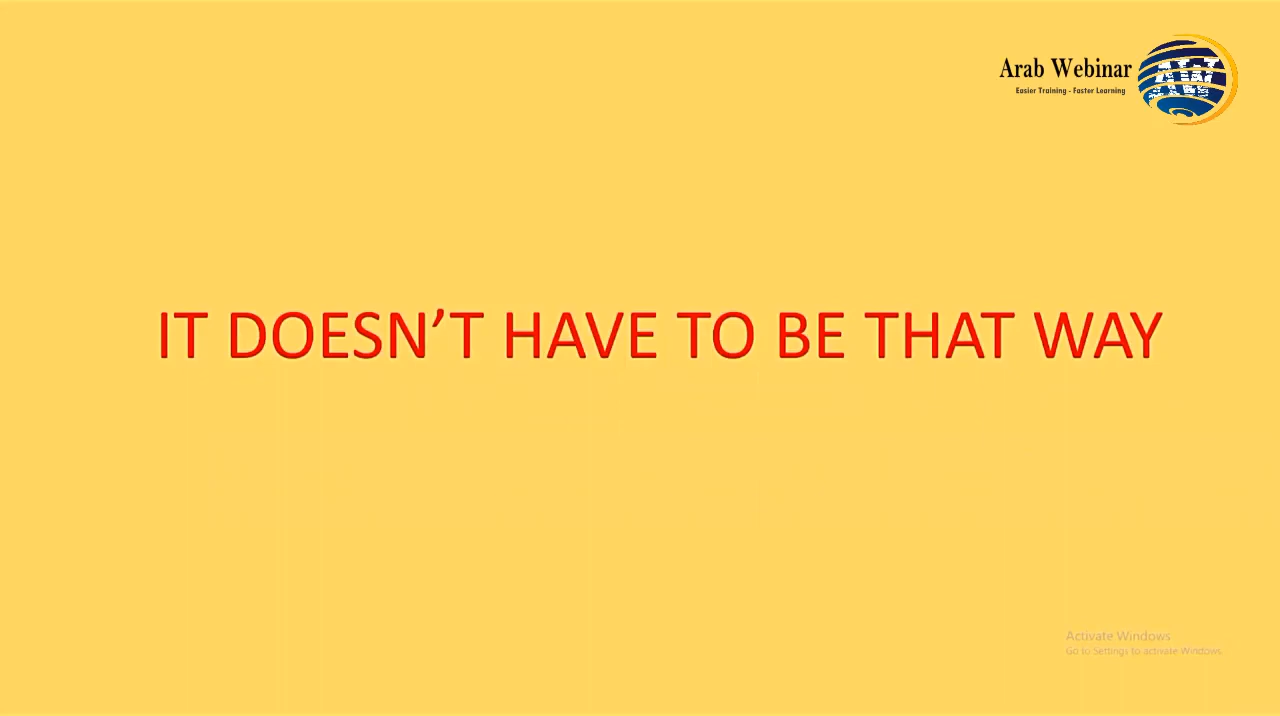 Arab Webinar
Easier Training - Faster Learning
AW
IT DOESN’T HAVE TO BE THAT WAY
Activate Windows
Go to Settings to activate Windows.